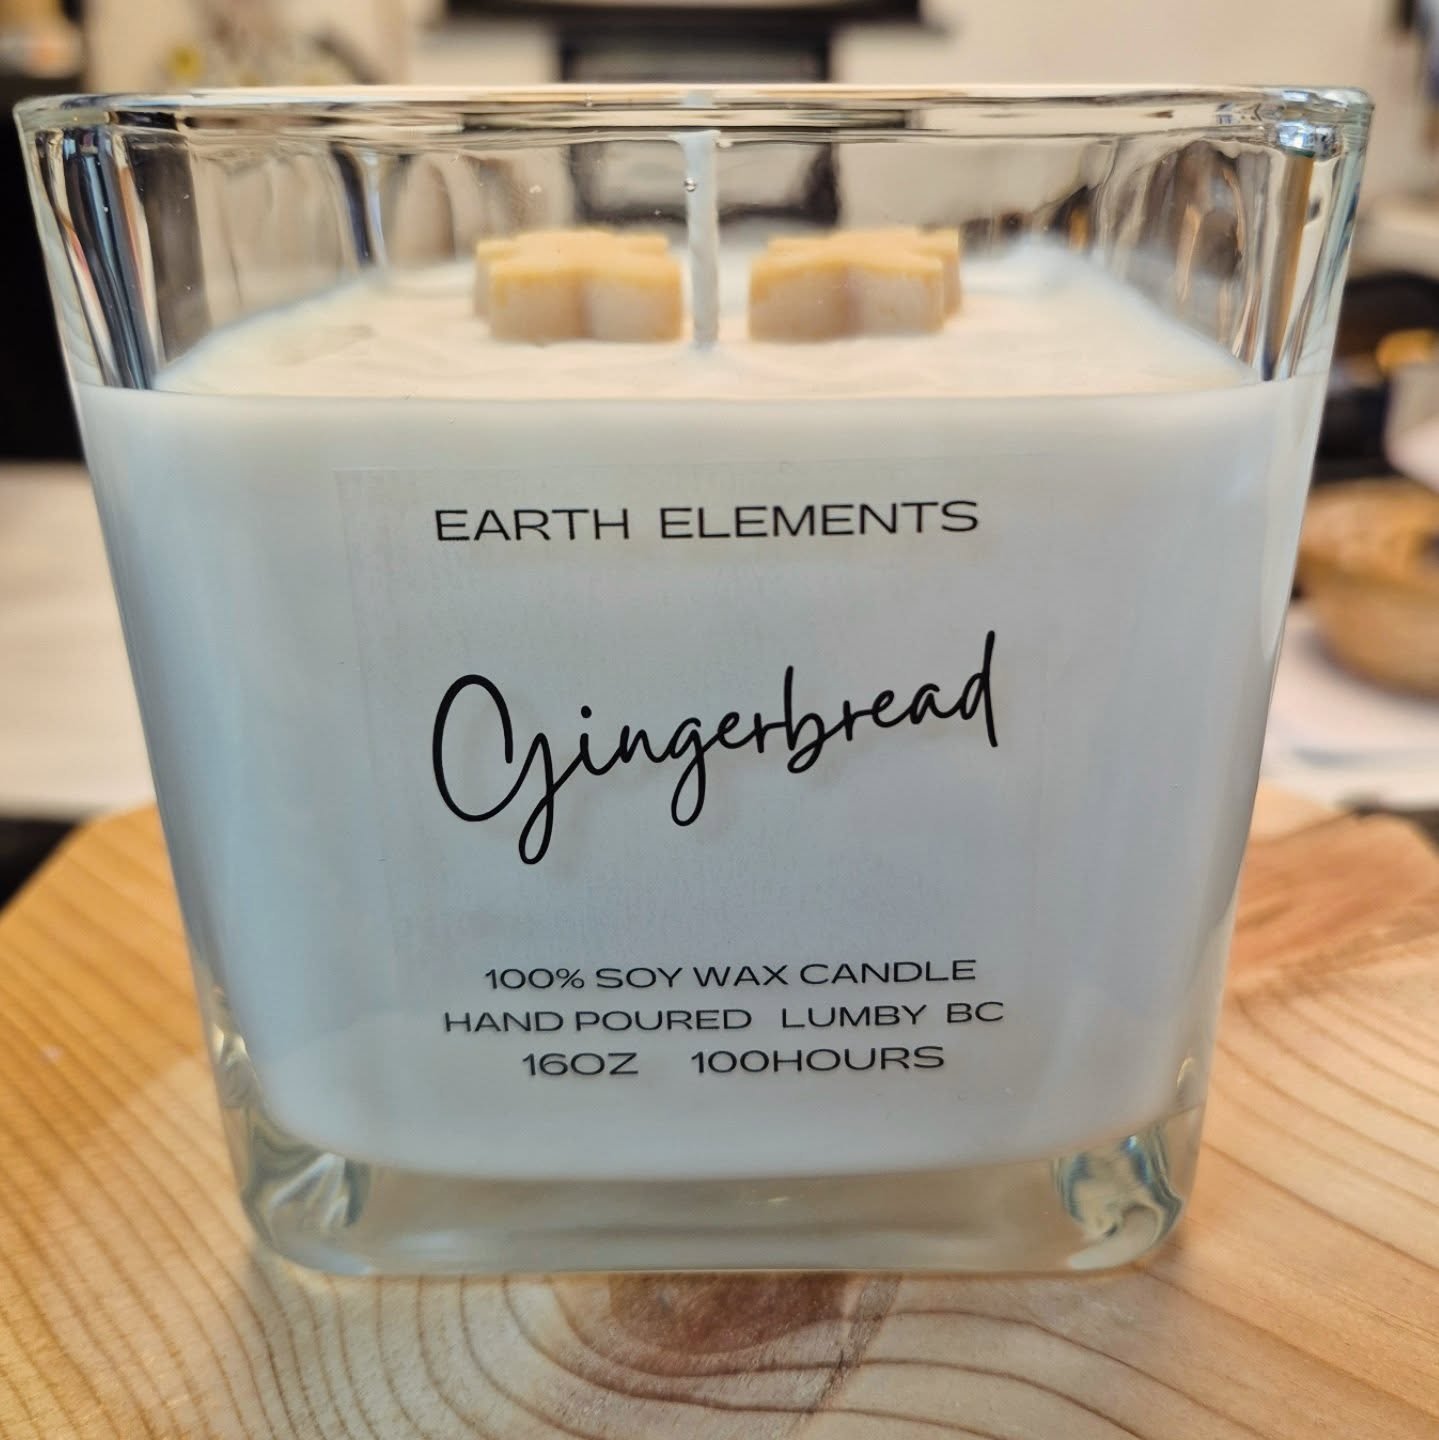 EARTH ELEMENTS
Gingerbread
100% SOY WAX CANDLE
HAND POURED LUMBY BC
16OZ 100HOURS